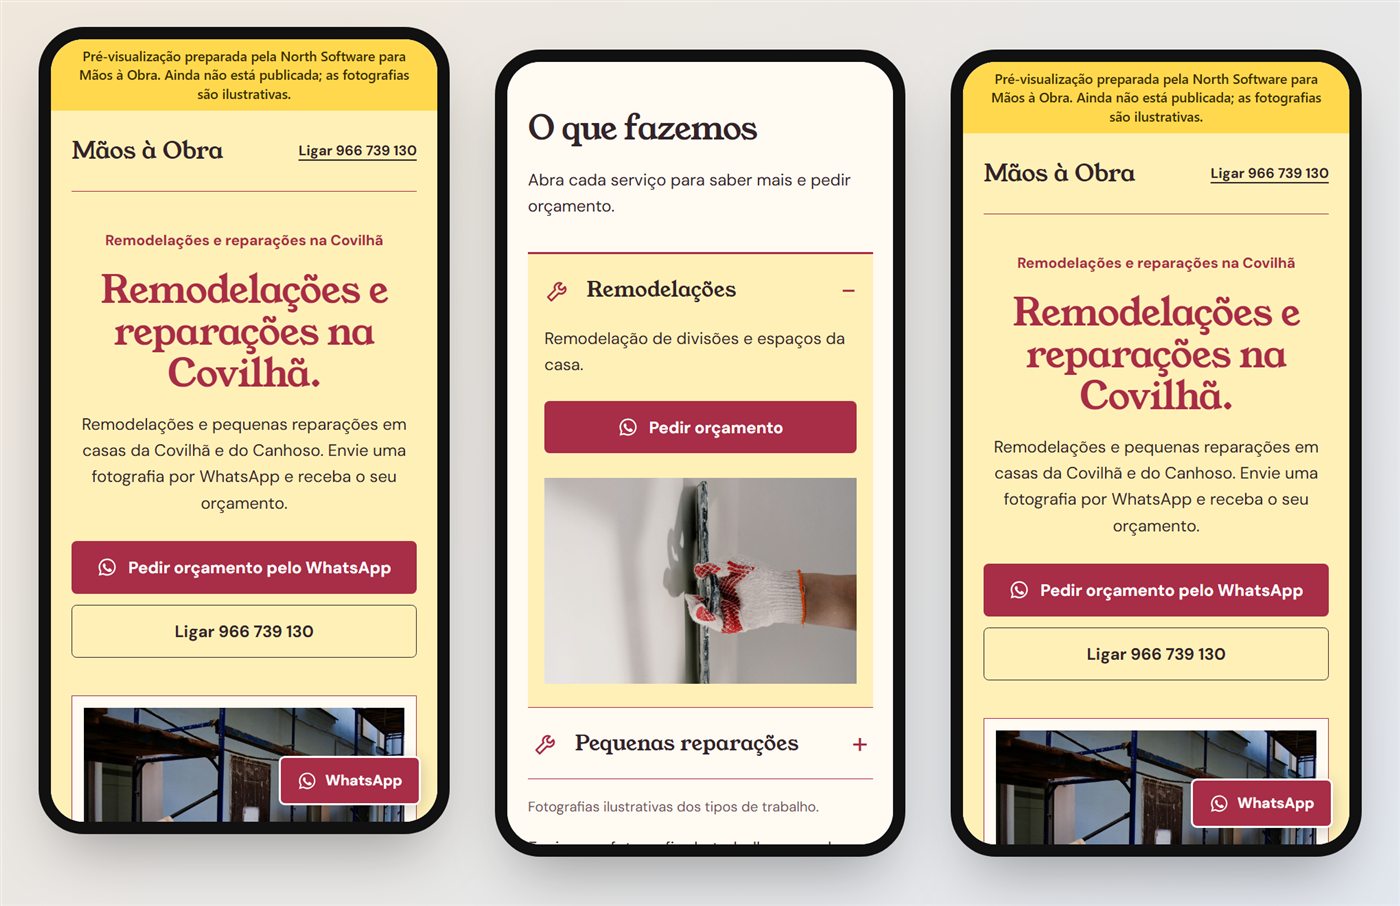 Pré-visualização preparada pela North Software para
Mãos à Obra. Ainda não está publicada; as fotografias
são ilustrativas.
Mãos à Obra
Ligar 966 739 130
Remodelações e reparações na Covilhã
Remodelações e
reparações na
Covilhã.
Remodelações e pequenas reparações em
casas da Covilhã e do Canhoso. Envie uma
fotografia por WhatsApp e receba o seu
orçamento.
Pedir orçamento pelo WhatsApp
Ligar 966 739 130
WhatsApp
O que fazemos
Abra cada serviço para saber mais e pedir
orçamento.
Remodelações
Remodelação de divisões e espaços da
casa.
Pedir orçamento
Pequenas reparações
Fotografias ilustrativas dos tipos de trabalho.
Pré-visualização preparada pela North Software para
Mãos à Obra. Ainda não está publicada; as fotografias
são ilustrativas.
Mãos à Obra
Ligar 966 739 130
Remodelações e reparações na Covilhã
Remodelações e
reparações na
Covilhã.
Remodelações e pequenas reparações em
casas da Covilhã e do Canhoso. Envie uma
fotografia por WhatsApp e receba o seu
orçamento.
Pedir orçamento pelo WhatsApp
Ligar 966 739 130
WhatsApp